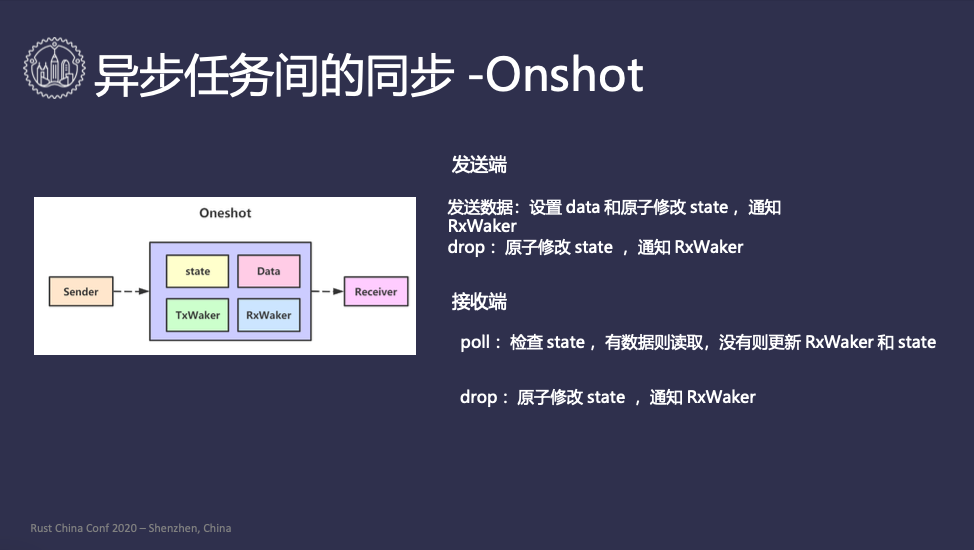 异步任务间的同步 -Onshot
Oneshot
state
Data
Sender
Receiver
TxWaker
RxWaker
发送端
发送数据：设置 data 和原子修改 state ，通知
RxWaker
drop ：原子修改 state ，通知 RxWaker
接收端
poll ：检查 state ，有数据则读取，没有则更新 RxWaker 和 state
drop ：原子修改 state ，通知 RxWaker
Rust China Conf 2020 – Shenzhen, China